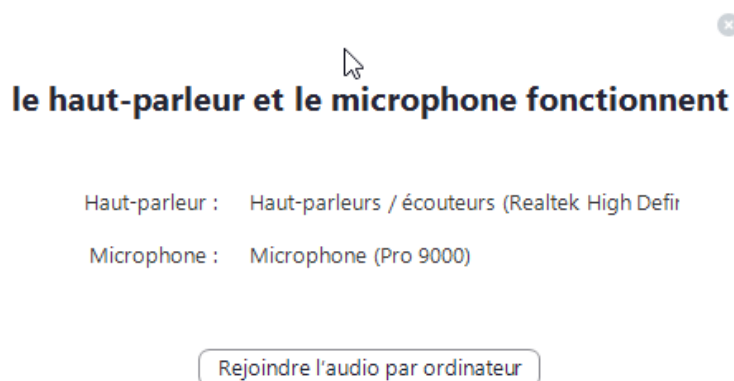 le haut-parleur et le microphone fonctionnent
Haut-parleur : Haut-parleurs / écouteurs (Realtek High Defin
Microphone : Microphone (Pro 9000)
Rejoindre l'audio par ordinateur